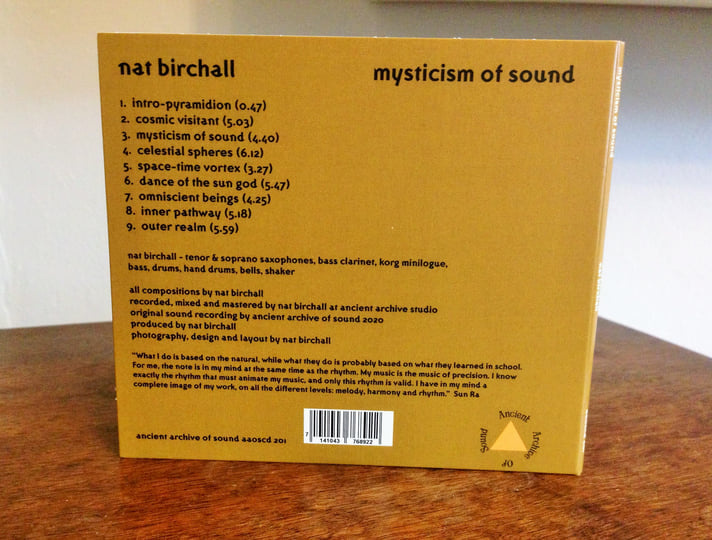 nat birchall
mysticism of sound
1. intro-pyramidion (0.47)
2. cosmic visitant (5.03)
3. mysticism of sound (4.40)
4. celestial spheres (6.12)
5. space-time vortex (3.27)
6. dance of the sun god (5.47)
7. omniscient beings (4.25)
8. inner pathway (5.18)
9. outer realm (5.59)
nat birchall - tenor & soprano saxophones, bass clarinet, korg minilogue,
bass, drums, hand drums, bells, shaker
all compositions by nat birchall
recorded, mixed and mastered by nat birchall at ancient archive studio
original sound recording by ancient archive of sound 2020
produced by nat birchall
photography, design and layout by nat birchall
"What I do is based on the natural, while what they do is probably based on what they learned in school.
For me, the note is in my mind at the same time as the rhythm. My music is the music of precision. I know
exactly the rhythm that must animate my music, and only this rhythm is valid. I have in my mind a
complete image of my work, on all the different levels: melody, harmony and rhythm." Sun Ra
ancient archive of sound aaoscd 201
7 141043 760922
Ancient Archive Of Sound
mysticism of sound